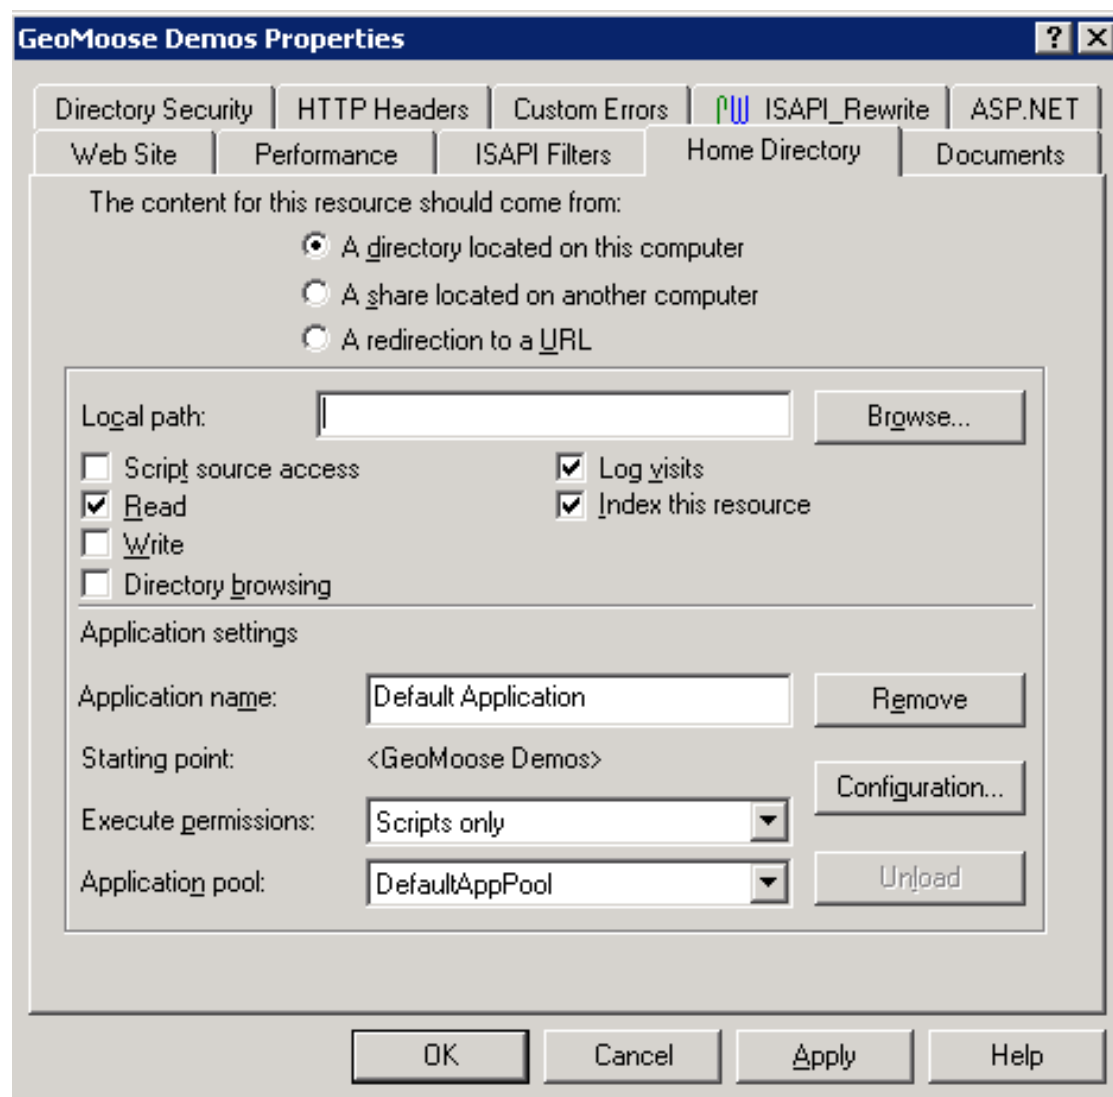 GeoMoose Demos Properties
Directory Security HTTP Headers Custom Errors ISAPI_Rewrite ASP.NET
Web Site Performance ISAPI Filters Home Directory Documents
The content for this resource should come from:
A directory located on this computer
A share located on another computer
A redirection to a URL
Local path: Browse...
Script source access Log visits
Read Index this resource
Write
Directory browsing
Application settings
Application name: Default Application Remove
Starting point: <GeoMoose Demos>
Configuration...
Execute permissions: Scripts only
Application pool: DefaultAppPool Unload
OK Cancel Apply Help